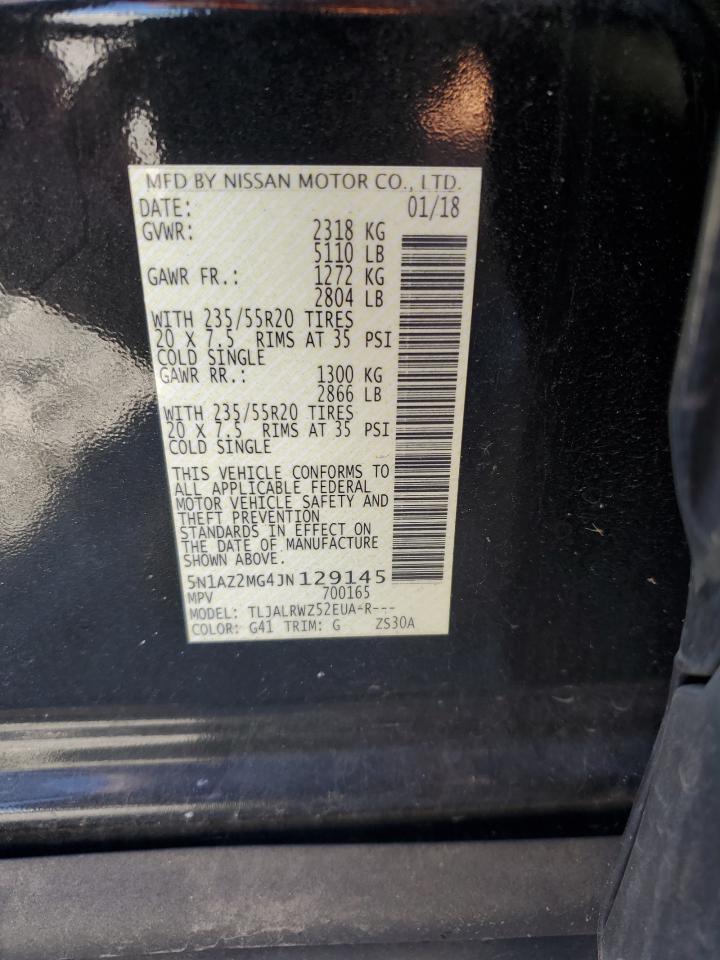 MFD BY NISSAN MOTOR CO., LTD.
DATE: 01/18
GVWR: 2318 KG
5110 LB
GAWR FR.: 1272 KG
2804 LB
WITH 235/55R20 TIRES
20 X 7.5 RIMS AT 35 PSI
COLD SINGLE
GAWR RR.: 1300 KG
2866 LB
WITH 235/55R20 TIRES
20 X 7.5 RIMS AT 35 PSI
COLD SINGLE
THIS VEHICLE CONFORMS TO
ALL APPLICABLE FEDERAL
MOTOR VEHICLE SAFETY AND
THEFT PREVENTION
STANDARDS IN EFFECT ON
THE DATE OF MANUFACTURE
SHOWN ABOVE.
5N1AZ2MG4JN129145
MPV 700165
MODEL: TLJALRWZ52EUA-R---
COLOR: G41 TRIM: G ZS30A